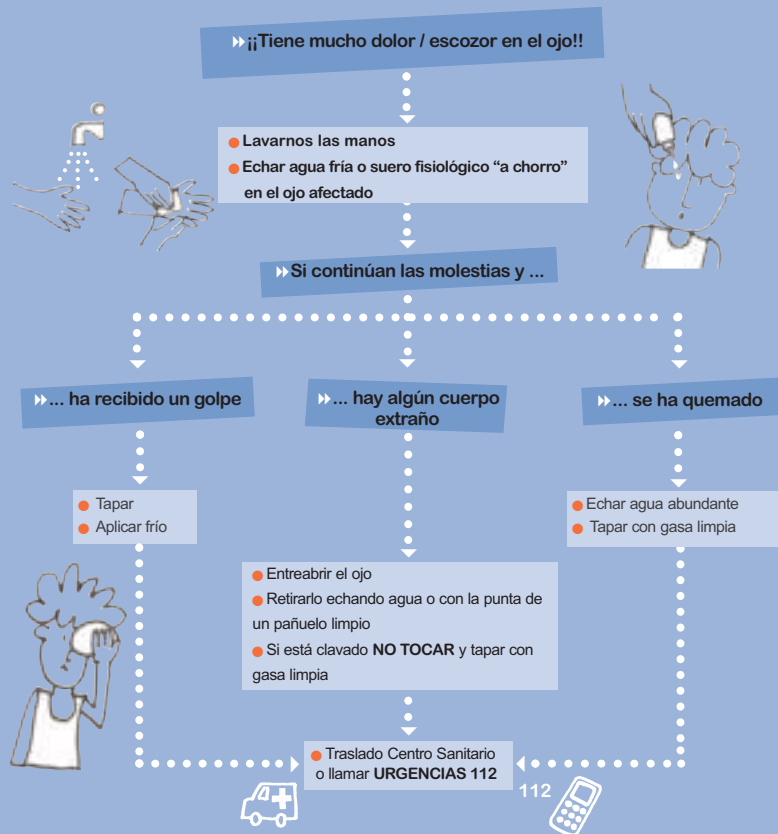 ¡¡Tiene mucho dolor / escozor en el ojo!!
Lavarnos las manos
Echar agua fría o suero fisiológico “a chorro”
en el ojo afectado
Si continúan las molestias y ...
... ha recibido un golpe
... hay algún cuerpo
extraño
... se ha quemado
Tapar
Aplicar frío
Echar agua abundante
Tapar con gasa limpia
Entreabrir el ojo
Retirarlo echando agua o con la punta de
un pañuelo limpio
Si está clavado NO TOCAR y tapar con
gasa limpia
Traslado Centro Sanitario
o llamar URGENCIAS 112
112